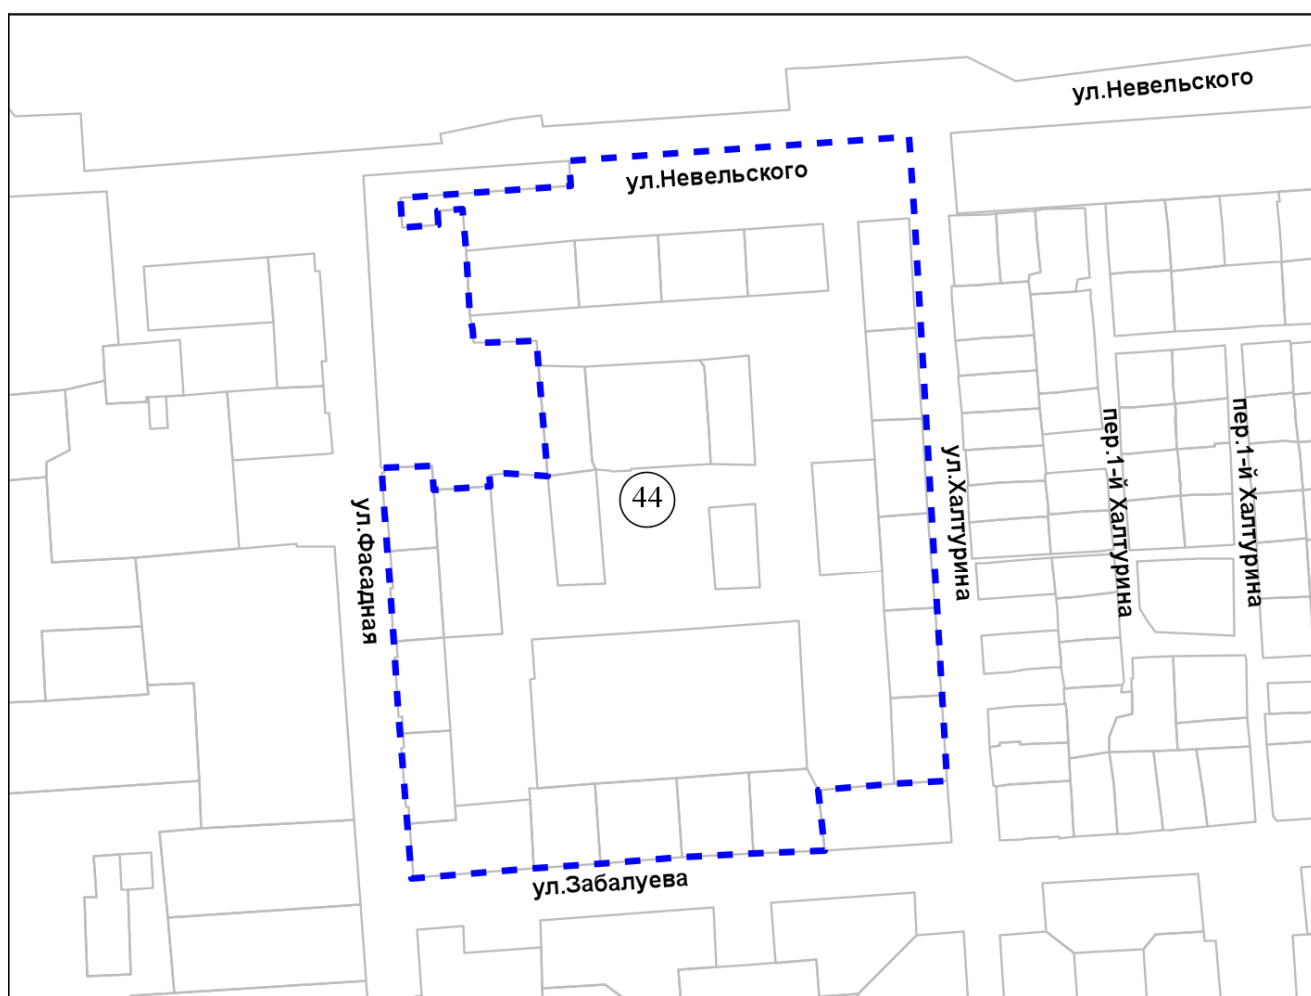 ул.Невельского
ул.Невельского
пер.1-й Халтурина
пер.1-й Халтурина
ул.Халтурина
44
ул.Фасадная
ул.Забалуева